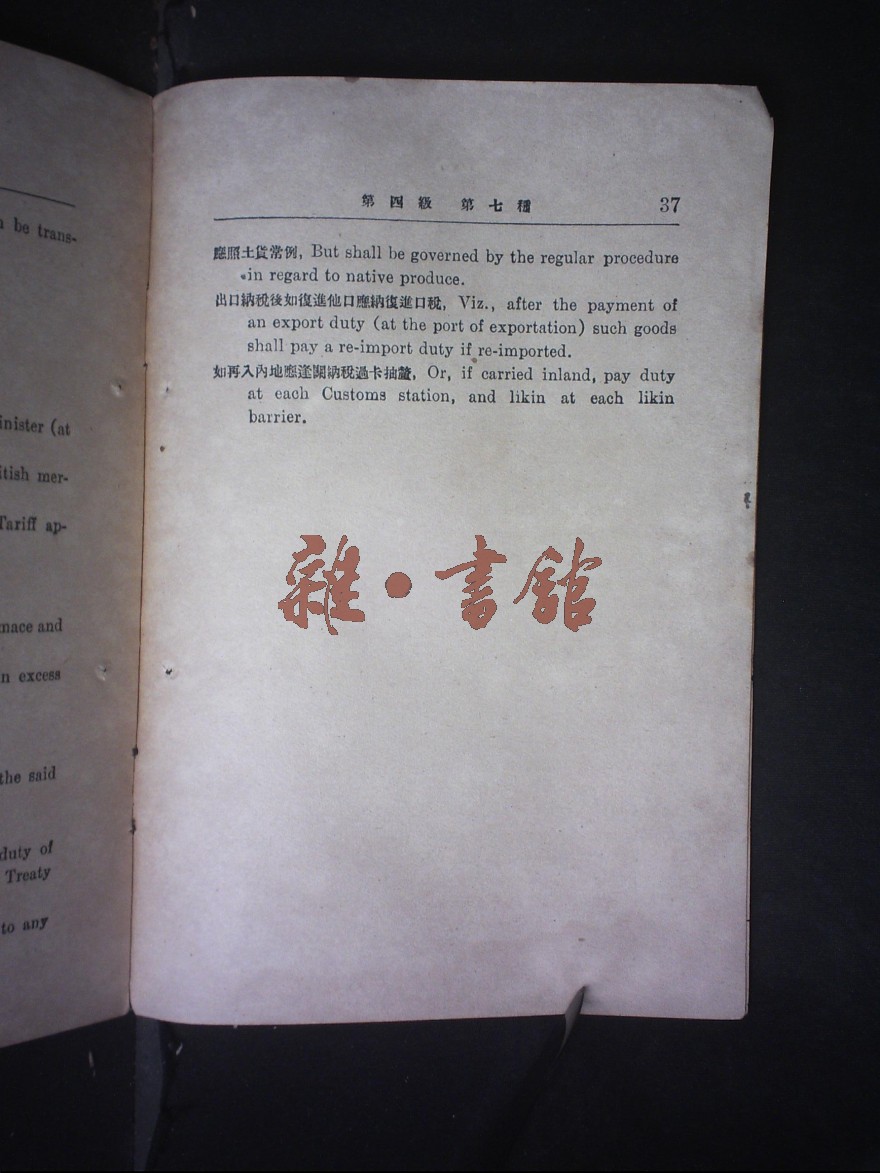 n be trans-
inister (at
itish mer-
Tariff ap-
nace and
n excess
the said
duty of
Treaty
to any
第四級 第七種 37
應照土貨常例, But shall be governed by the regular procedure
in regard to native produce.
出口納稅後如復進他口應納復進口稅, Viz., after the payment of
an export duty (at the port of exportation) such goods
shall pay a re-import duty if re-imported.
如再入內地應逢關納稅過卡抽釐, Or, if carried inland, pay duty
at each Customs station, and likin at each likin
barrier.
雜·書館